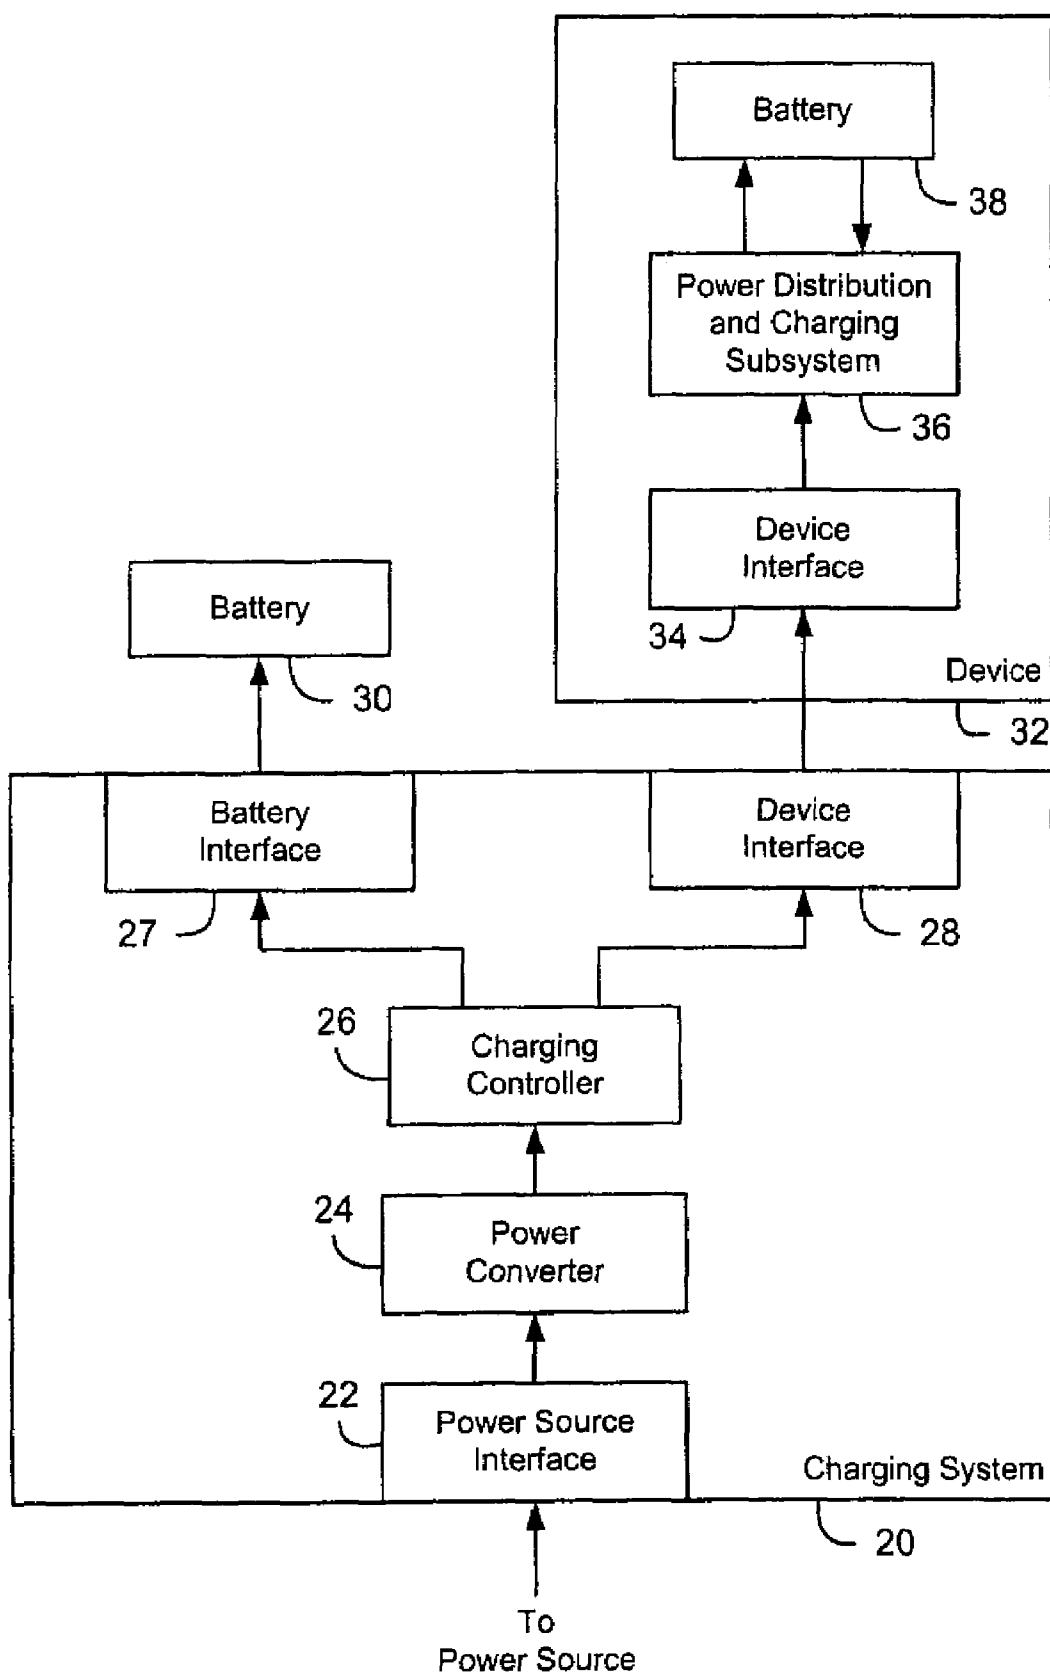 Battery
38
Power Distribution
and Charging
Subsystem
36
Device
Interface
34
Device
32
Battery
30
Battery
Interface
27
Device
Interface
28
26
Charging
Controller
24
Power
Converter
22
Power Source
Interface
Charging System
20
To
Power Source